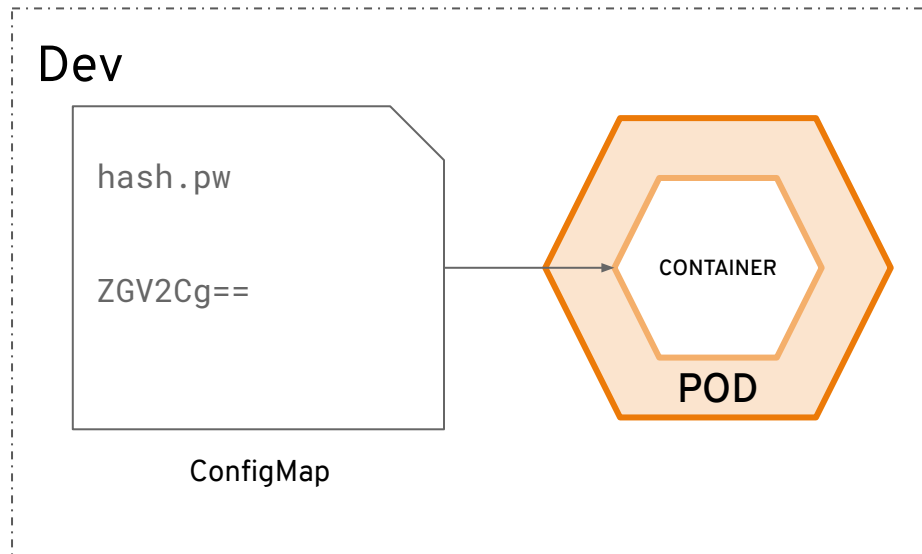 Dev
hash.pw
ZGV2Cg==
ConfigMap
CONTAINER
POD